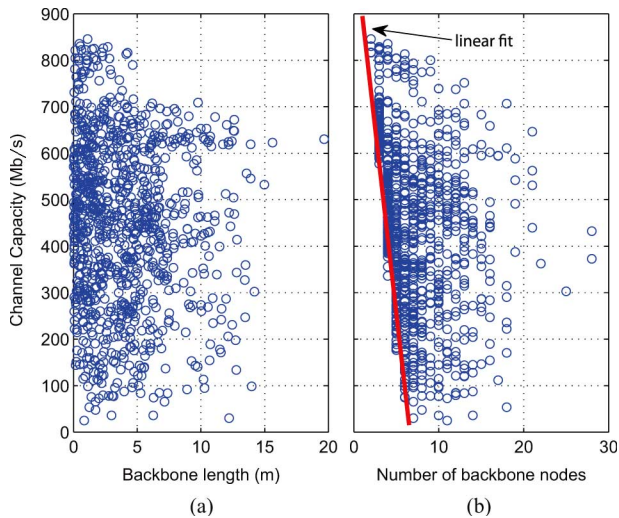 900
800
700
600
500
400
300
200
100
0
Channel Capacity (Mb/s)
0 5 10 15 20
Backbone length (m)
(a)
linear fit
0 10 20 30
Number of backbone nodes
(b)